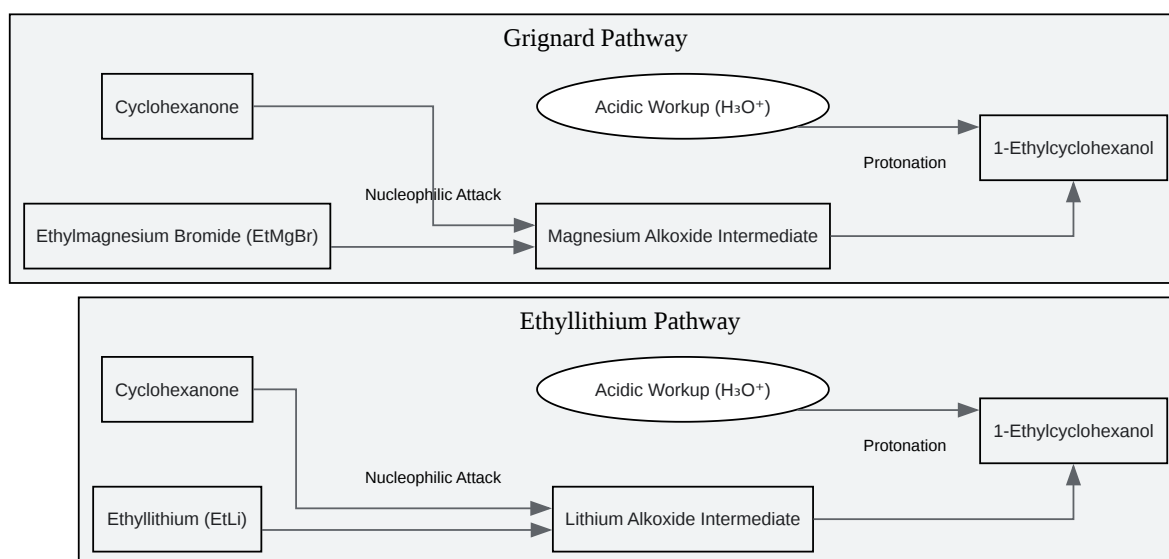 Grignard Pathway
Cyclohexanone
Acidic Workup (H₃O⁺)
1-Ethylcyclohexanol
Protonation
Nucleophilic Attack
Ethylmagnesium Bromide (EtMgBr)
Magnesium Alkoxide Intermediate
Ethyllithium Pathway
Cyclohexanone
Acidic Workup (H₃O⁺)
1-Ethylcyclohexanol
Protonation
Nucleophilic Attack
Ethyllithium (EtLi)
Lithium Alkoxide Intermediate